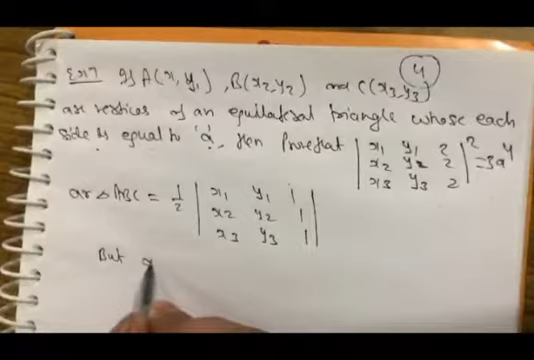 4
Ex 7 If A(x, y₁), B(x₂, y₂) and C(x₃, y₃)
are vertices of an equilateral triangle whose each
side is equal to 'a', then Prove that | x₁ y₁ 2 |² = 3a⁴
| x₂ y₂ 2 |
| x₃ y₃ 2 |
ar △ABC = 1/2 | x₁ y₁ 1 |
| x₂ y₂ 1 |
| x₃ y₃ 1 |
But